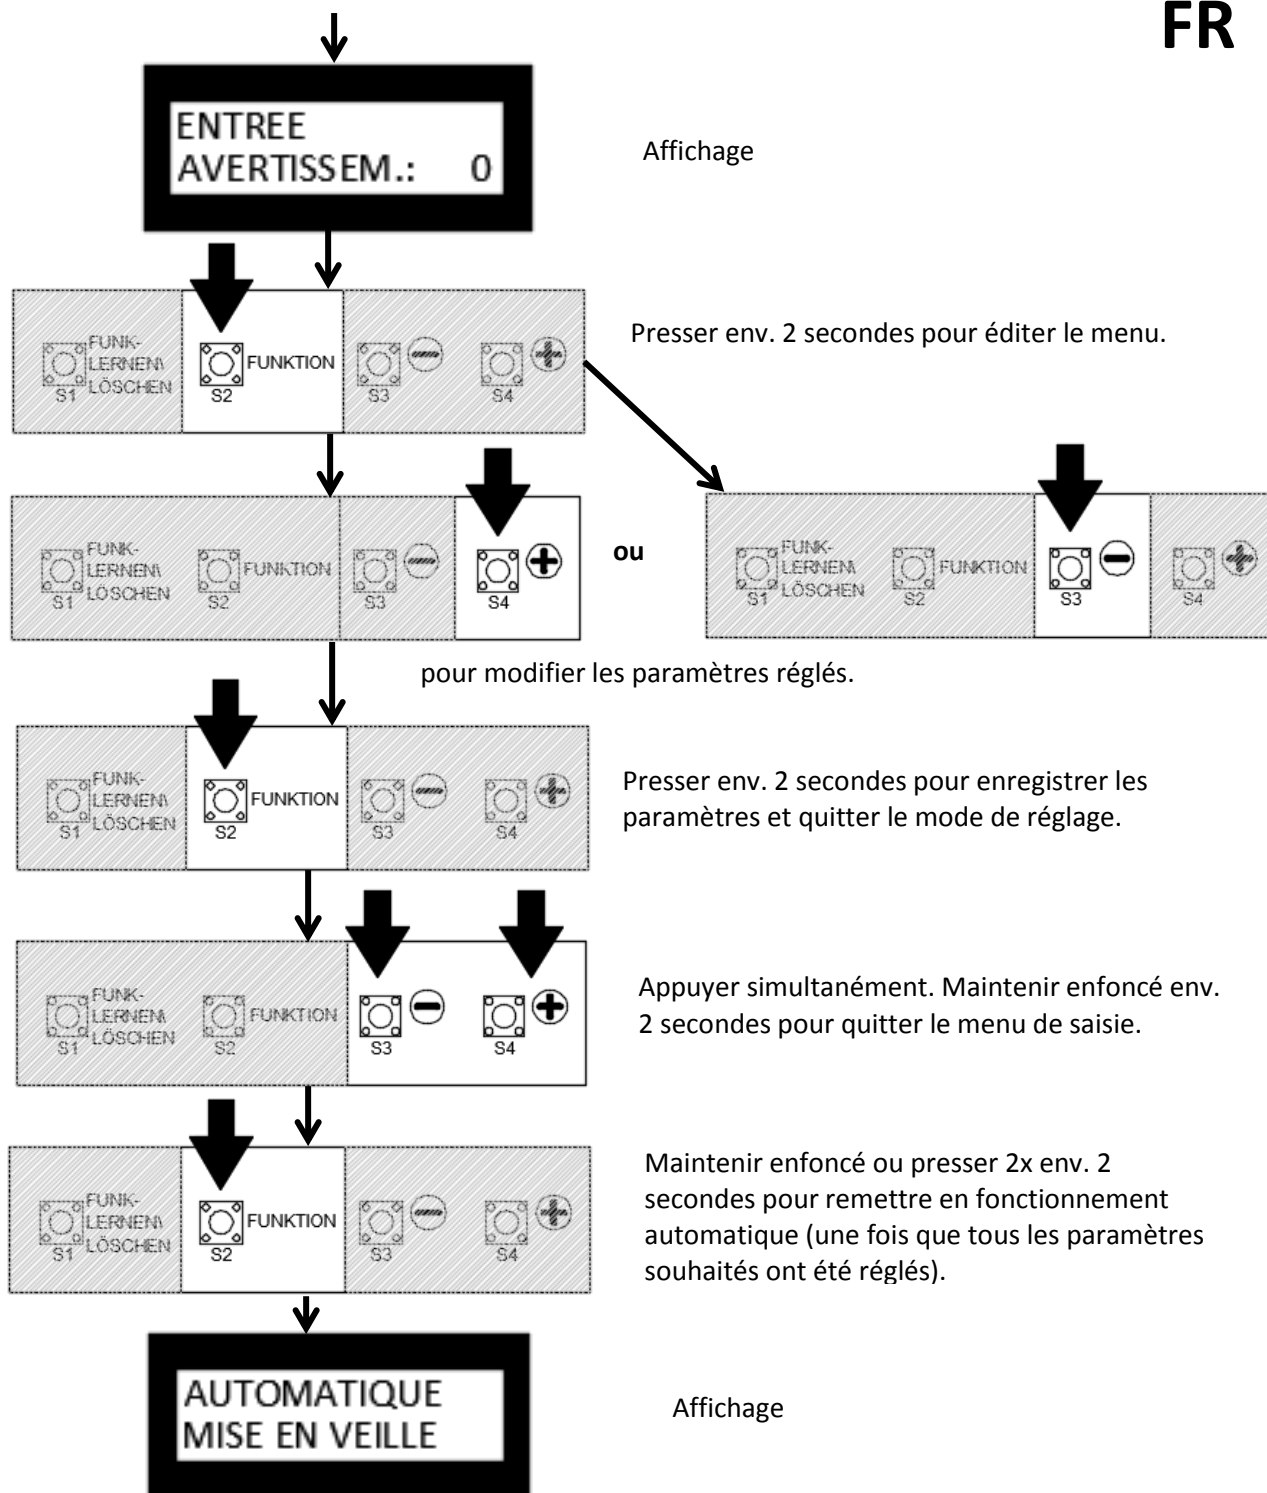 FR
ENTREE
AVERTISSEM.: 0
Affichage
FUNK-
LERNEN\
LÖSCHEN
S1
FUNKTION
S2
S3
S4
Presser env. 2 secondes pour éditer le menu.
FUNK-
LERNEN\
LÖSCHEN
S1
FUNKTION
S2
S3
S4
ou
FUNK-
LERNEN\
LÖSCHEN
S1
FUNKTION
S2
S3
S4
pour modifier les paramètres réglés.
FUNK-
LERNEN\
LÖSCHEN
S1
FUNKTION
S2
S3
S4
Presser env. 2 secondes pour enregistrer les
paramètres et quitter le mode de réglage.
FUNK-
LERNEN\
LÖSCHEN
S1
FUNKTION
S2
S3
S4
Appuyer simultanément. Maintenir enfoncé env.
2 secondes pour quitter le menu de saisie.
FUNK-
LERNEN\
LÖSCHEN
S1
FUNKTION
S2
S3
S4
Maintenir enfoncé ou presser 2x env. 2
secondes pour remettre en fonctionnement
automatique (une fois que tous les paramètres
souhaités ont été réglés).
AUTOMATIQUE
MISE EN VEILLE
Affichage